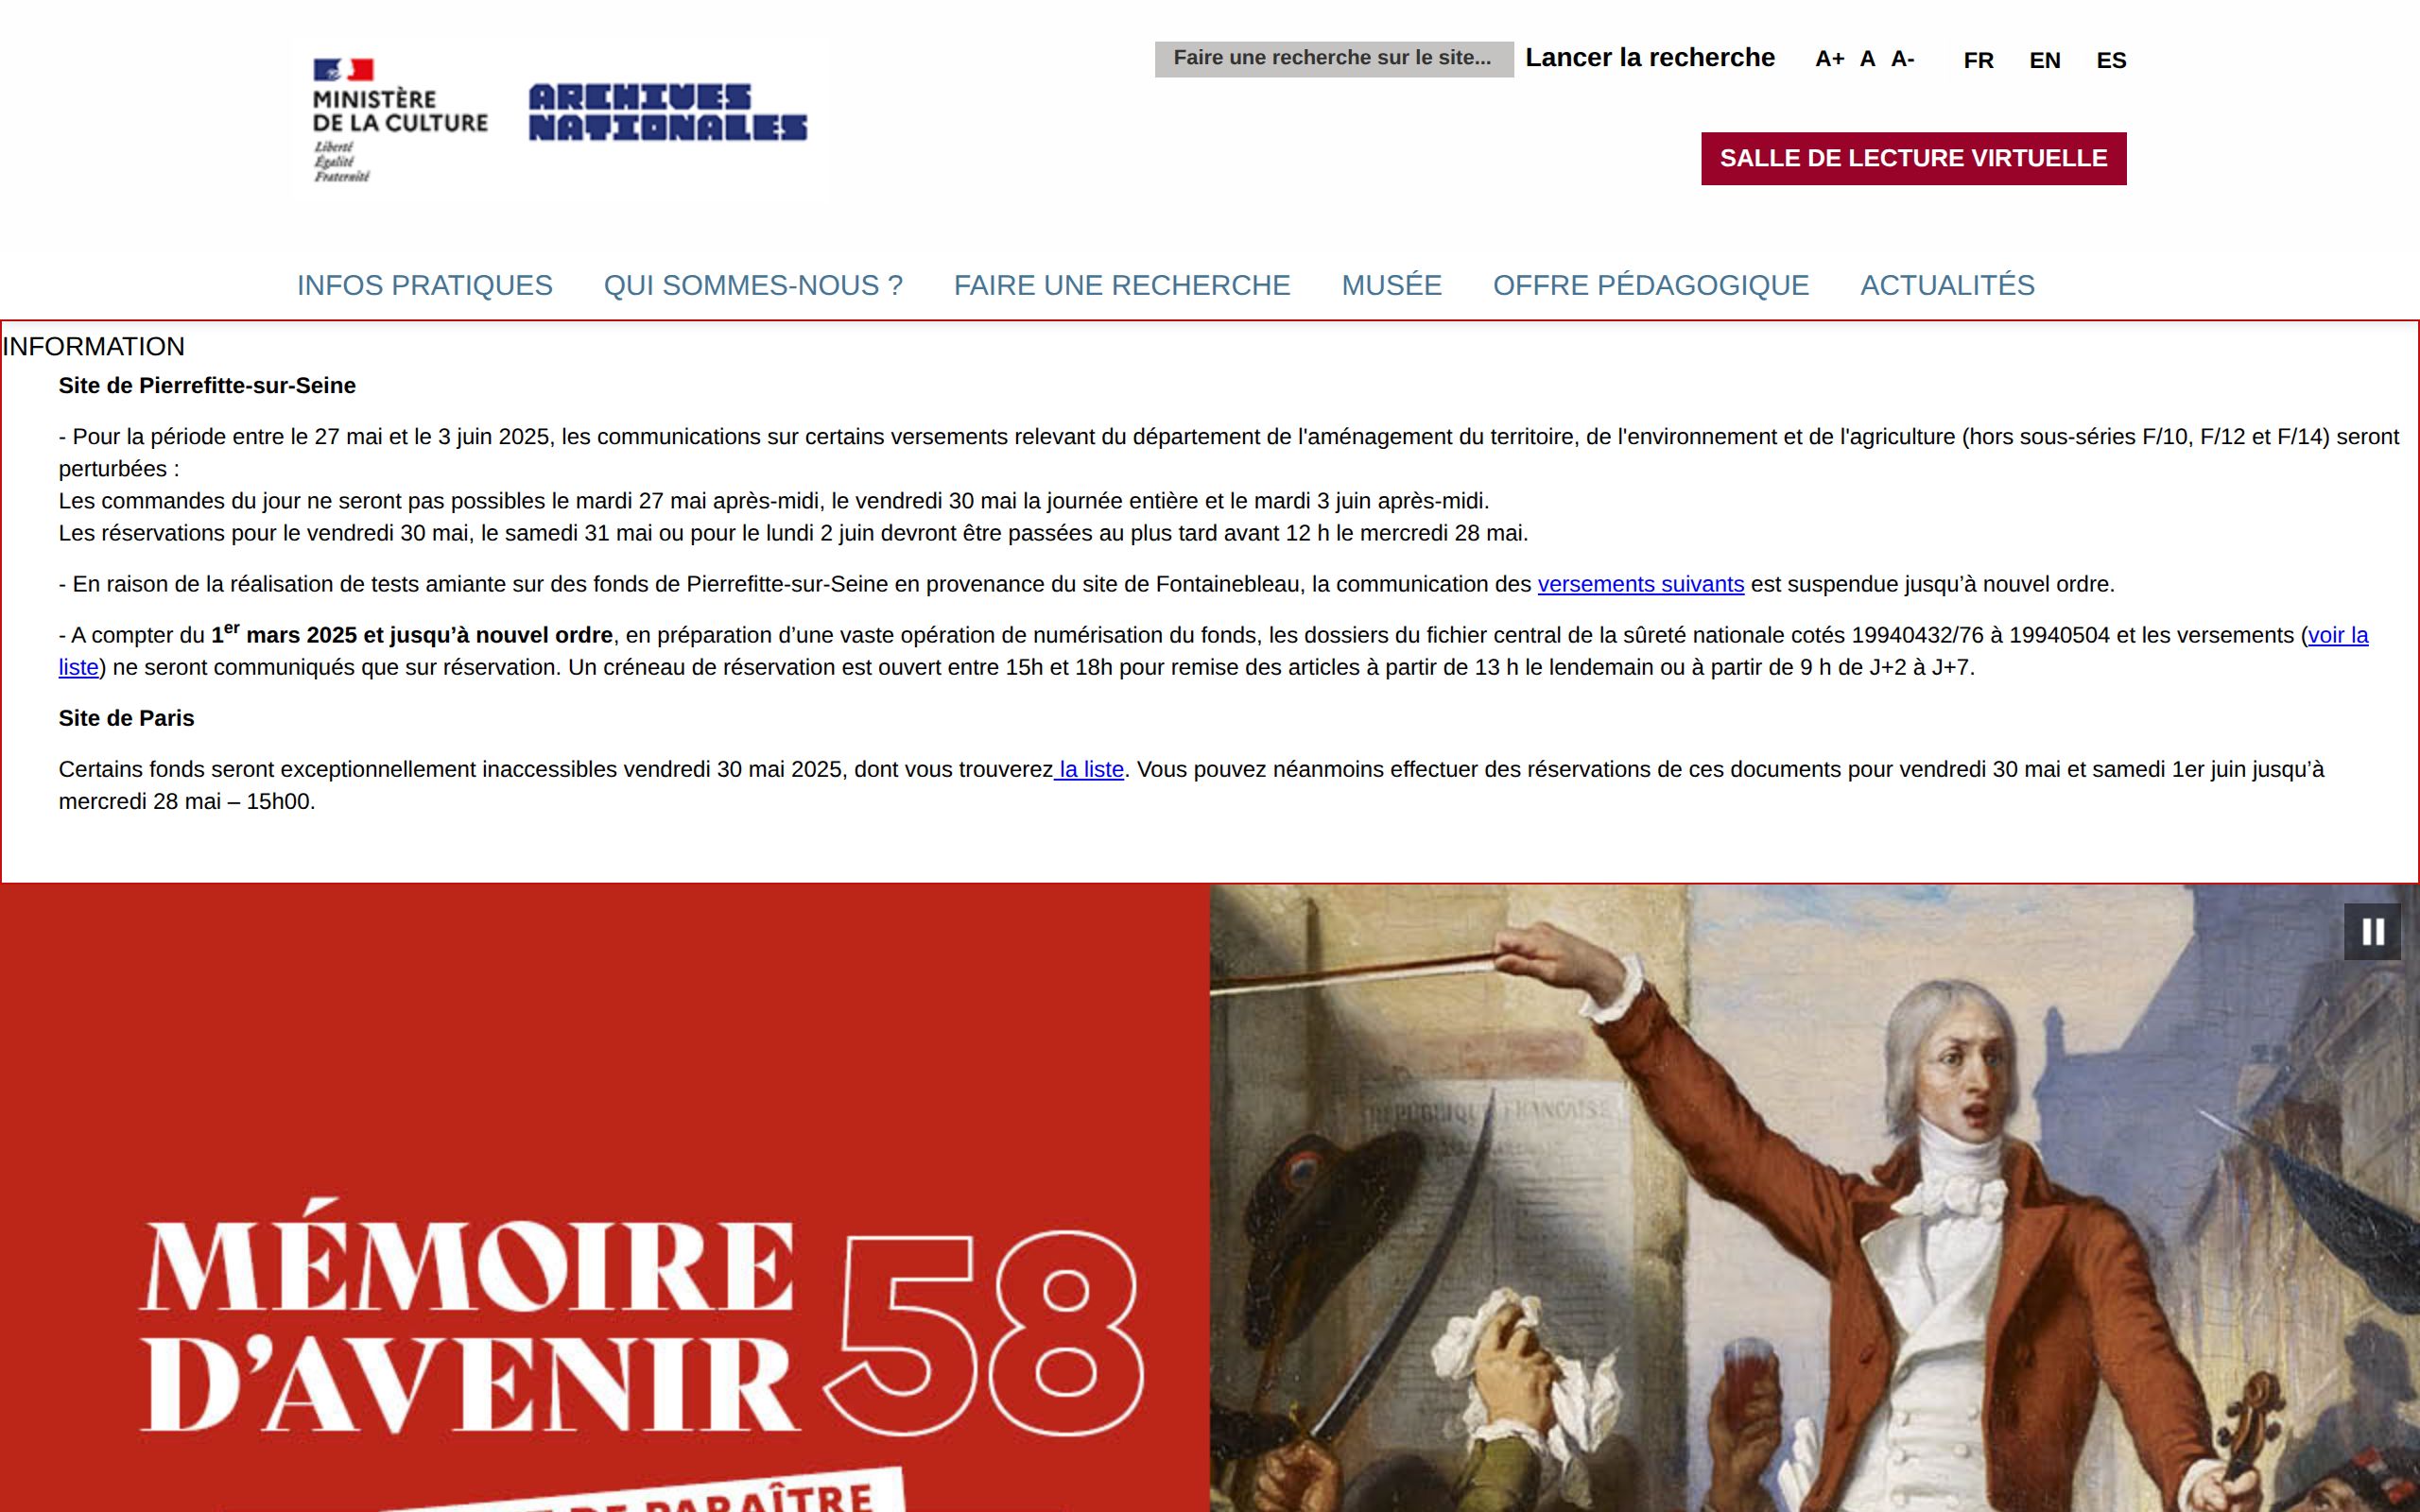 Faire une recherche sur le site... Lancer la recherche A+ A A- FR EN ES
MINISTÈRE
DE LA CULTURE
Liberté
Égalité
Fraternité
ARCHIVES
NATIONALES
SALLE DE LECTURE VIRTUELLE
INFOS PRATIQUES QUI SOMMES-NOUS ? FAIRE UNE RECHERCHE MUSÉE OFFRE PÉDAGOGIQUE ACTUALITÉS
INFORMATION
Site de Pierrefitte-sur-Seine
- Pour la période entre le 27 mai et le 3 juin 2025, les communications sur certains versements relevant du département de l'aménagement du territoire, de l'environnement et de l'agriculture (hors sous-séries F/10, F/12 et F/14) seront
perturbées :
Les commandes du jour ne seront pas possibles le mardi 27 mai après-midi, le vendredi 30 mai la journée entière et le mardi 3 juin après-midi.
Les réservations pour le vendredi 30 mai, le samedi 31 mai ou pour le lundi 2 juin devront être passées au plus tard avant 12 h le mercredi 28 mai.
- En raison de la réalisation de tests amiante sur des fonds de Pierrefitte-sur-Seine en provenance du site de Fontainebleau, la communication des versements suivants est suspendue jusqu’à nouvel ordre.
- A compter du 1er mars 2025 et jusqu’à nouvel ordre, en préparation d’une vaste opération de numérisation du fonds, les dossiers du fichier central de la sûreté nationale cotés 19940432/76 à 19940504 et les versements (voir la
liste) ne seront communiqués que sur réservation. Un créneau de réservation est ouvert entre 15h et 18h pour remise des articles à partir de 13 h le lendemain ou à partir de 9 h de J+2 à J+7.
Site de Paris
Certains fonds seront exceptionnellement inaccessibles vendredi 30 mai 2025, dont vous trouverez la liste. Vous pouvez néanmoins effectuer des réservations de ces documents pour vendredi 30 mai et samedi 1er juin jusqu’à
mercredi 28 mai – 15h00.
RÉPUBLIQUE FRANÇAISE
MÉMOIRE
D’AVENIR 58
DE PARAÎTRE